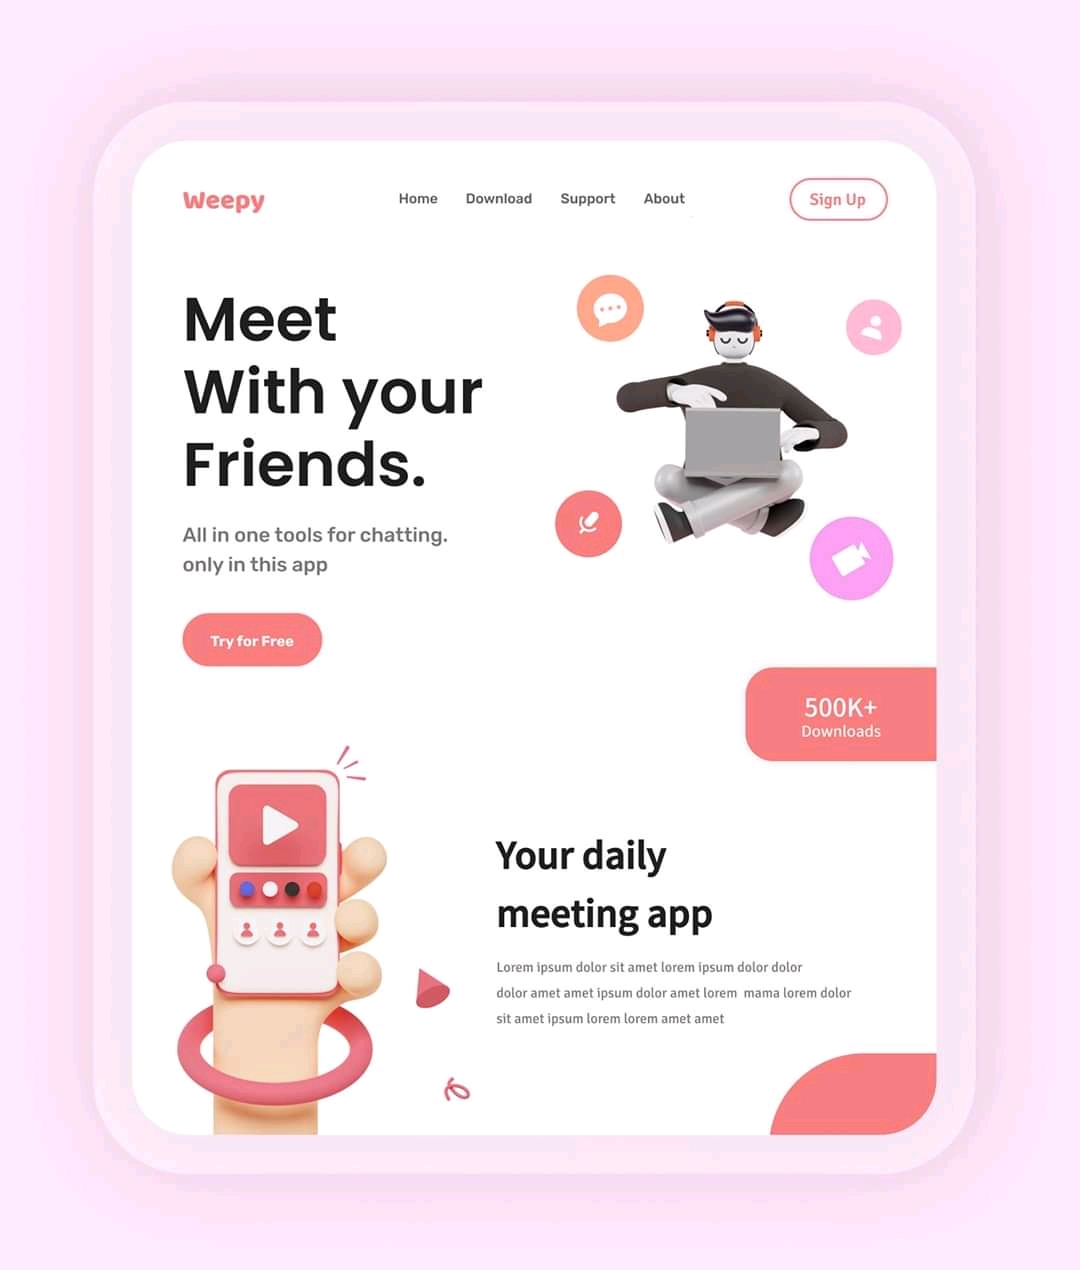 Weepy
Home Download Support About
Sign Up
Meet
With your
Friends.
All in one tools for chatting.
only in this app
Try for Free
500K+
Downloads
Your daily
meeting app
Lorem ipsum dolor sit amet lorem ipsum dolor dolor
dolor amet amet ipsum dolor amet lorem mama lorem dolor
sit amet ipsum lorem lorem amet amet